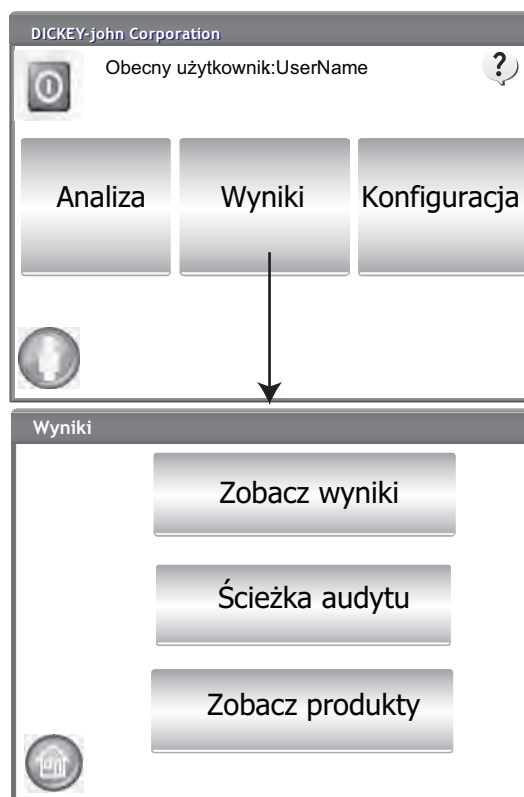 DICKEY-john Corporation
Obecny użytkownik:UserName
?
Analiza Wyniki Konfiguracja
Wyniki
Zobacz wyniki
Ścieżka audytu
Zobacz produkty